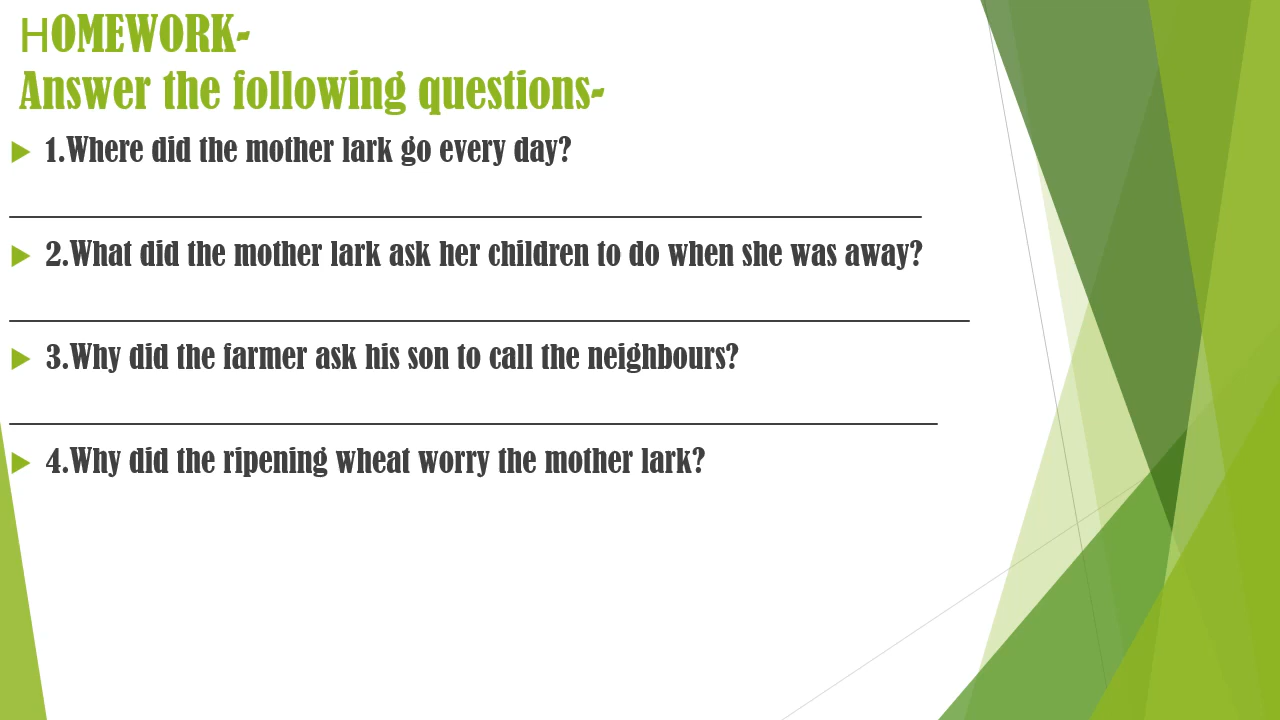 HOMEWORK-
Answer the following questions-
1.Where did the mother lark go every day?
2.What did the mother lark ask her children to do when she was away?
3.Why did the farmer ask his son to call the neighbours?
4.Why did the ripening wheat worry the mother lark?